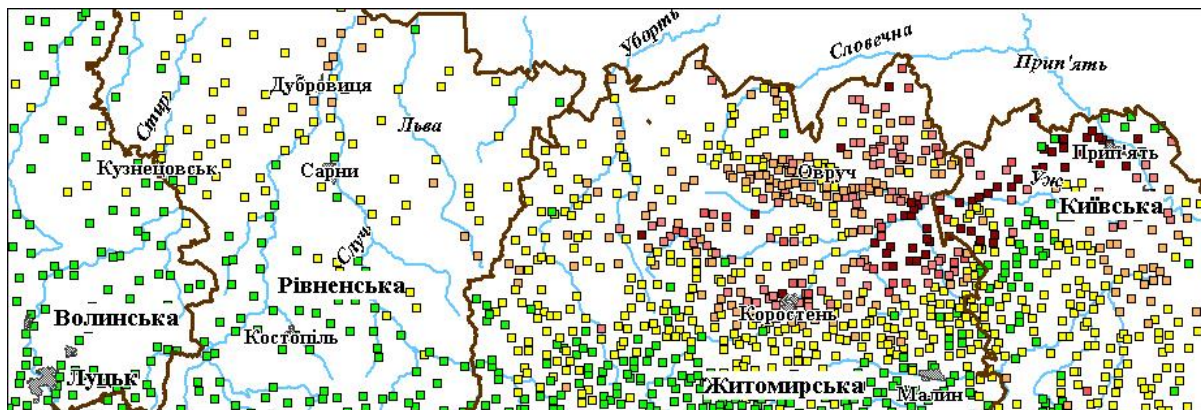 Уборть
Словечна
Прип'ять
Дубровиця
Стир
Льва
Прип'ять
Кузнецовськ
Сарни
Овруч
Уж
Київська
Случ
Рівненська
Волинська
Костопіль
Коростень
Луцьк
Житомирська
Малин